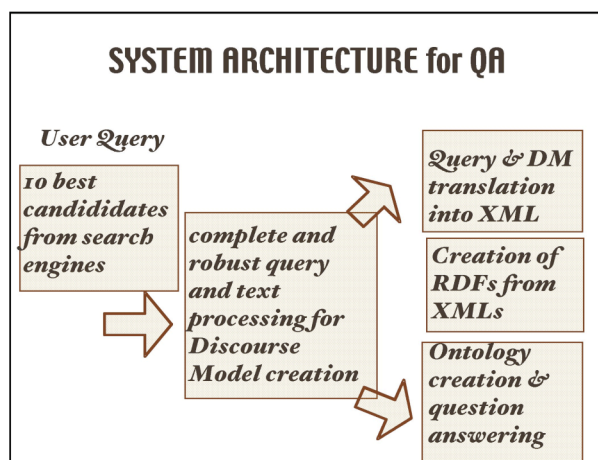 SYSTEM ARCHITECTURE for QA
User Query
10 best
candididates
from search
engines
complete and
robust query
and text
processing for
Discourse
Model creation
Query & DM
translation
into XML
Creation of
RDFs from
XMLs
Ontology
creation &
question
answering